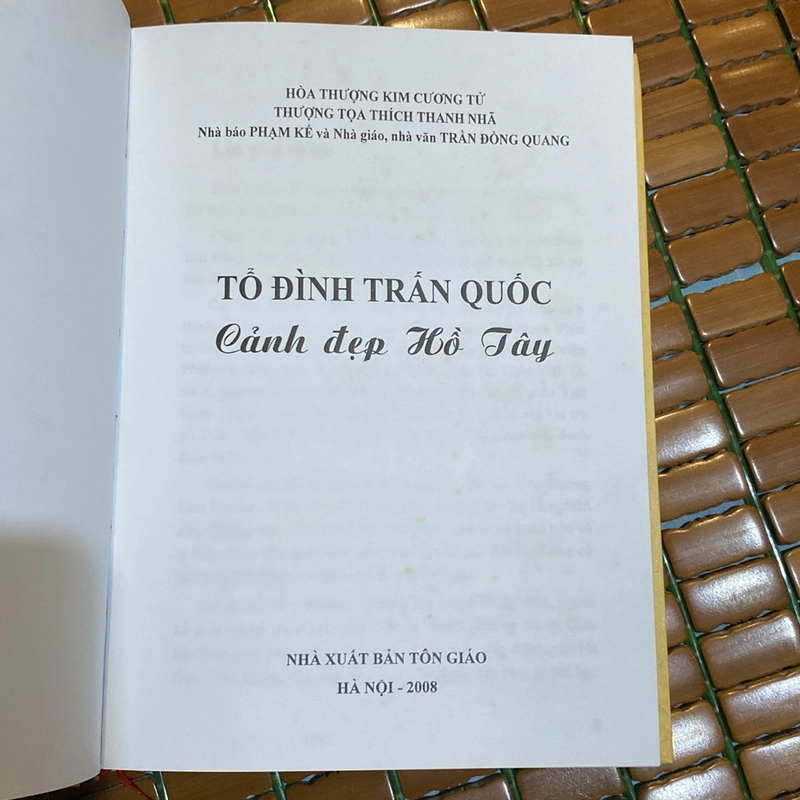 HÒA THƯỢNG KIM CƯƠNG TỬ
THƯỢNG TỌA THÍCH THANH NHÃ
Nhà báo PHẠM KẾ và Nhà giáo, nhà văn TRẦN ĐỒNG QUANG
TỔ ĐÌNH TRẤN QUỐC
Cảnh đẹp Hồ Tây
NHÀ XUẤT BẢN TÔN GIÁO
HÀ NỘI - 2008